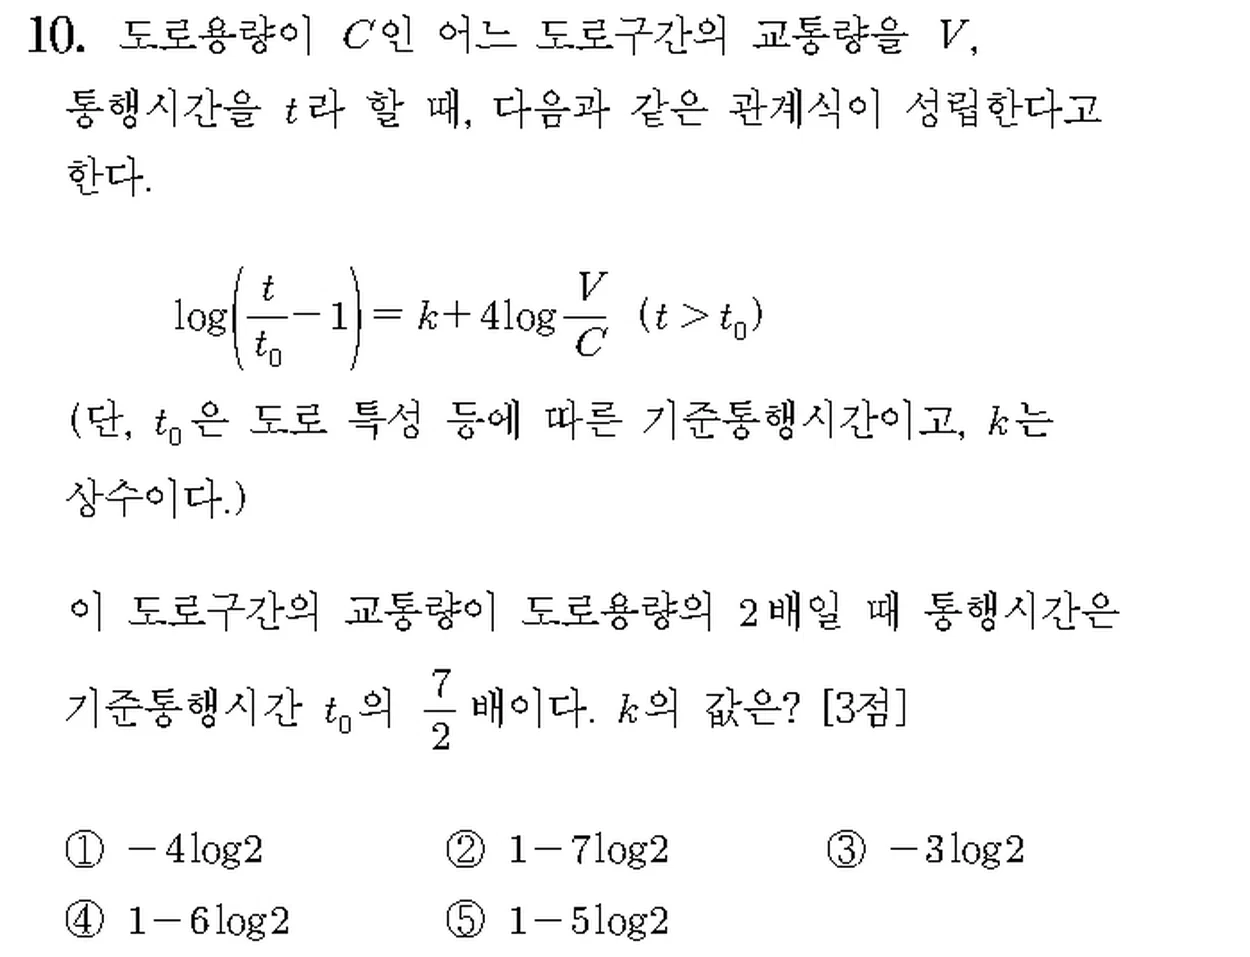 10. 도로용량이 C인 어느 도로구간의 교통량을 V,
통행시간을 t라 할 때, 다음과 같은 관계식이 성립한다고
한다.
log(t/t₀ − 1) = k + 4log V/C (t > t₀)
(단, t₀은 도로 특성 등에 따른 기준통행시간이고, k는
상수이다.)
이 도로구간의 교통량이 도로용량의 2배일 때 통행시간은
기준통행시간 t₀의 7/2배이다. k의 값은? [3점]
① −4log2 ② 1−7log2 ③ −3log2
④ 1−6log2 ⑤ 1−5log2